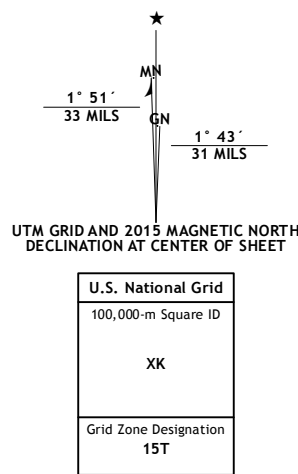 MN
1° 51´
33 MILS
GN
1° 43´
31 MILS
UTM GRID AND 2015 MAGNETIC NORTH
DECLINATION AT CENTER OF SHEET
U.S. National Grid
100,000-m Square ID
XK
Grid Zone Designation
15T